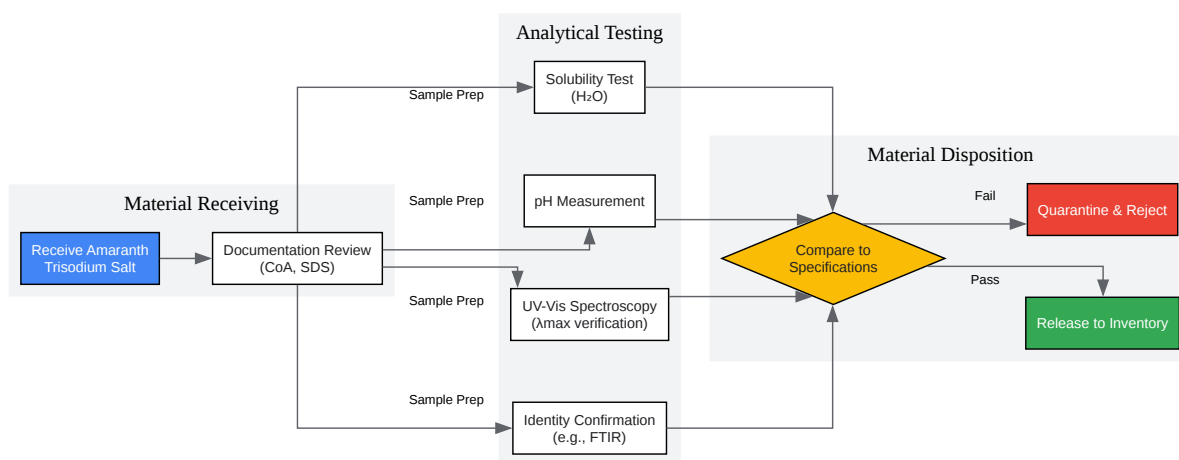 Analytical Testing
Solubility Test
(H₂O)
Sample Prep
Material Disposition
pH Measurement
Sample Prep
Material Receiving
Fail
Quarantine & Reject
Receive Amaranth
Trisodium Salt
Documentation Review
(CoA, SDS)
Compare to
Specifications
Pass
Sample Prep
UV-Vis Spectroscopy
(λmax verification)
Release to Inventory
Sample Prep
Identity Confirmation
(e.g., FTIR)